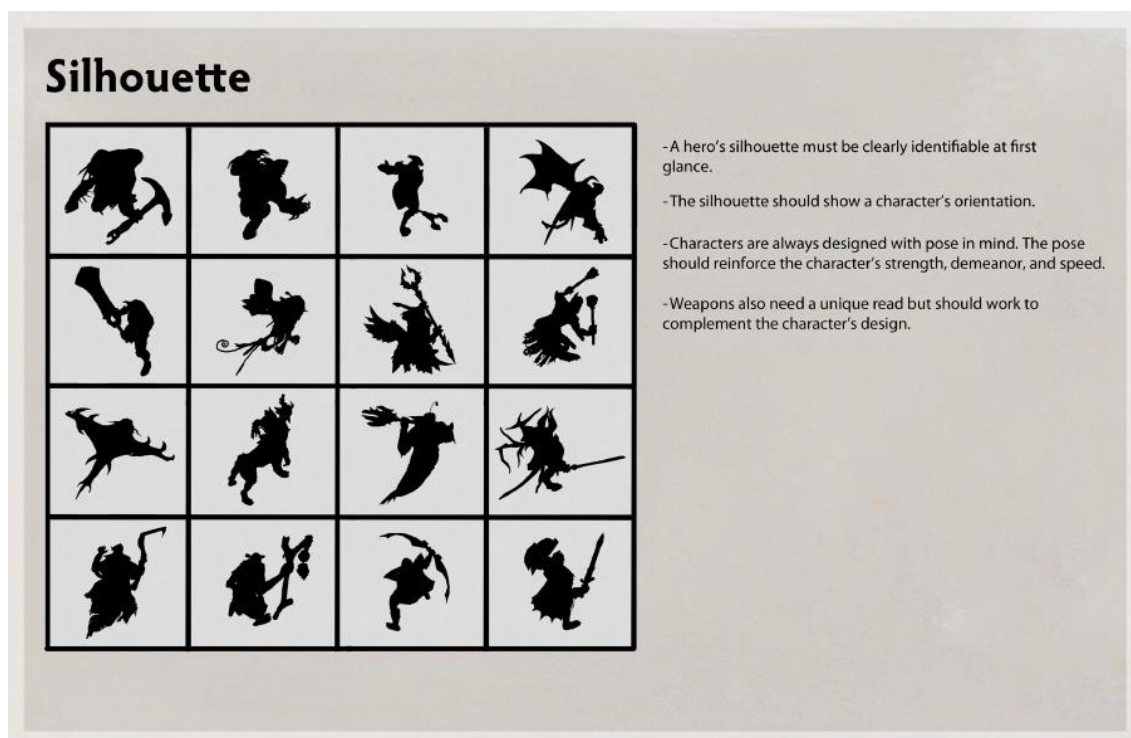 Silhouette
-A hero's silhouette must be clearly identifiable at first
glance.
-The silhouette should show a character's orientation.
-Characters are always designed with pose in mind. The pose
should reinforce the character's strength, demeanor, and speed.
-Weapons also need a unique read but should work to
complement the character's design.